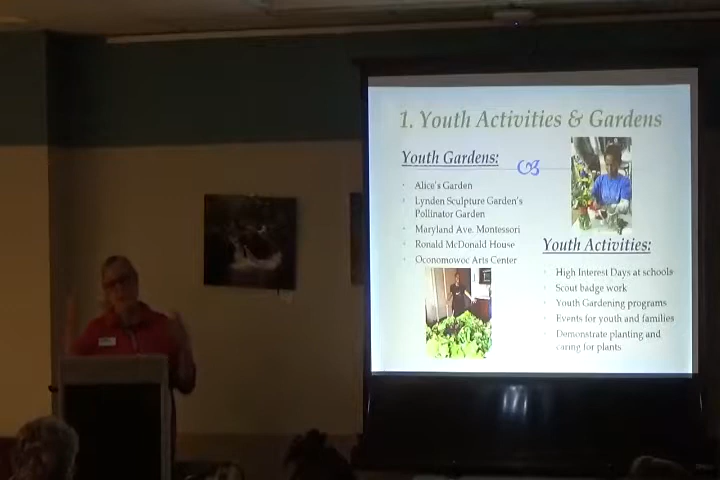 1. Youth Activities & Gardens
Youth Gardens:
· Alice's Garden
· Lynden Sculpture Garden's
Pollinator Garden
· Maryland Ave. Montessori
· Ronald McDonald House
· Oconomowoc Arts Center
Youth Activities:
· High Interest Days at schools
· Scout badge work
· Youth Gardening programs
· Events for youth and families
· Demonstrate planting and
caring for plants